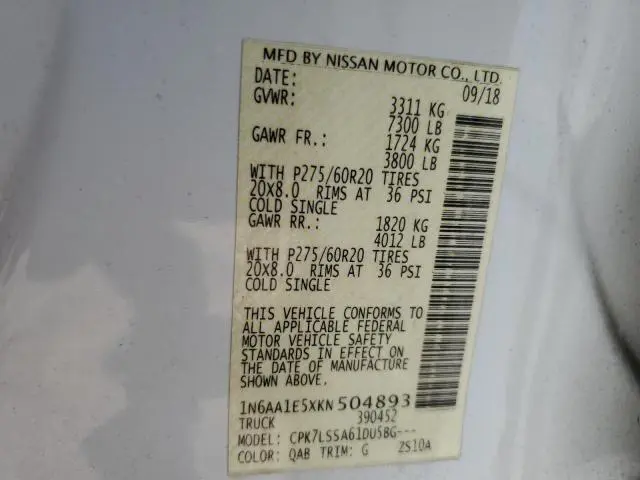 MFD BY NISSAN MOTOR CO., LTD.
DATE: 09/18
GVWR: 3311 KG
7300 LB
GAWR FR.: 1724 KG
3800 LB
WITH P275/60R20 TIRES
20X8.0 RIMS AT 36 PSI
COLD SINGLE
GAWR RR.: 1820 KG
4012 LB
WITH P275/60R20 TIRES
20X8.0 RIMS AT 36 PSI
COLD SINGLE
THIS VEHICLE CONFORMS TO
ALL APPLICABLE FEDERAL
MOTOR VEHICLE SAFETY
STANDARDS IN EFFECT ON
THE DATE OF MANUFACTURE
SHOWN ABOVE.
1N6AA1E5XKN504893
TRUCK 390452
MODEL: CPK7LSSA61DU5BG---
COLOR: QAB TRIM: G ZS10A